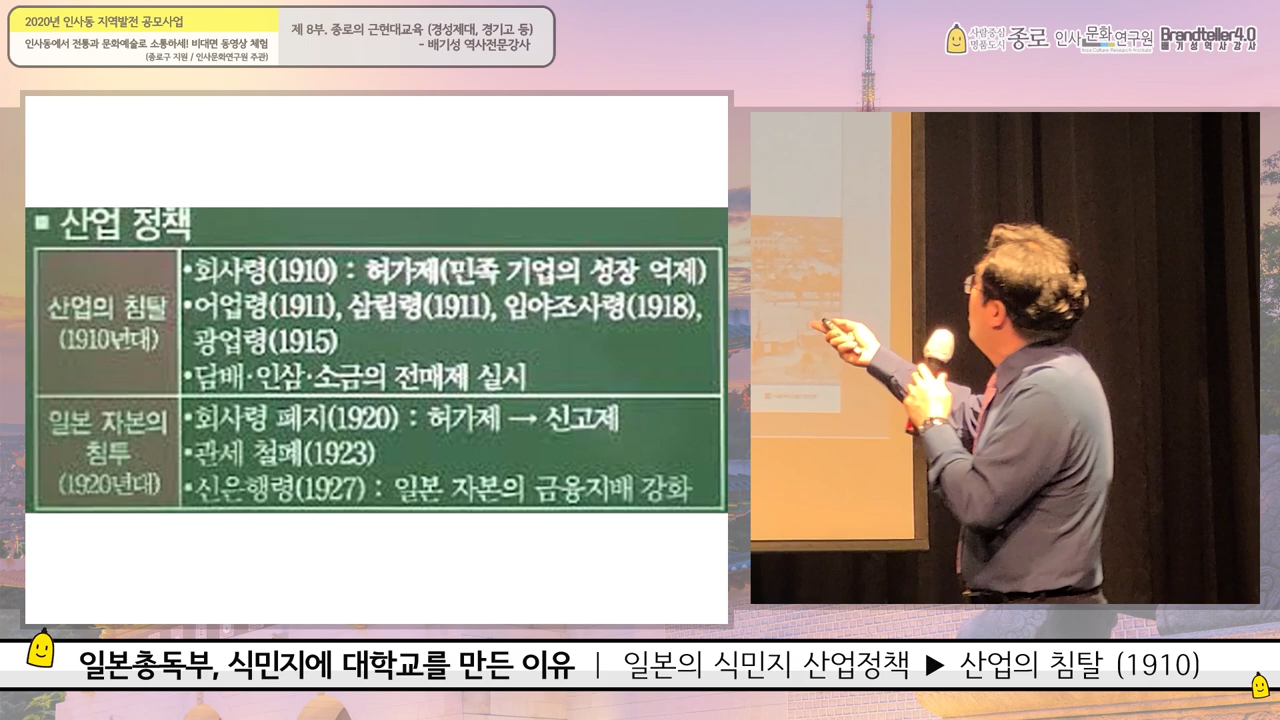 2020년 인사동 지역발전 공모사업
인사동에서 전통과 문화예술로 소통하세! 비대면 동영상 체험
(종로구 지원 / 인사문화연구원 주관)
제 8부. 종로의 근현대교육 (경성제대, 경기고 등)
- 배기성 역사전문강사
사람중심
명품도시
종로
인사문화연구원
Insa Culture Research Institute
Brandteller4.0
배기성역사강사
▪ 산업 정책
산업의 침탈
(1910년대)
•회사령(1910) : 허가제(민족 기업의 성장 억제)
•어업령(1911), 삼림령(1911), 임야조사령(1918),
광업령(1915)
•담배·인삼·소금의 전매제 실시
일본 자본의
침투
(1920년대)
•회사령 폐지(1920) : 허가제 → 신고제
•관세 철폐(1923)
•신은행령(1927) : 일본 자본의 금융지배 강화
일본총독부, 식민지에 대학교를 만든 이유 | 일본의 식민지 산업정책 ▶ 산업의 침탈 (1910)